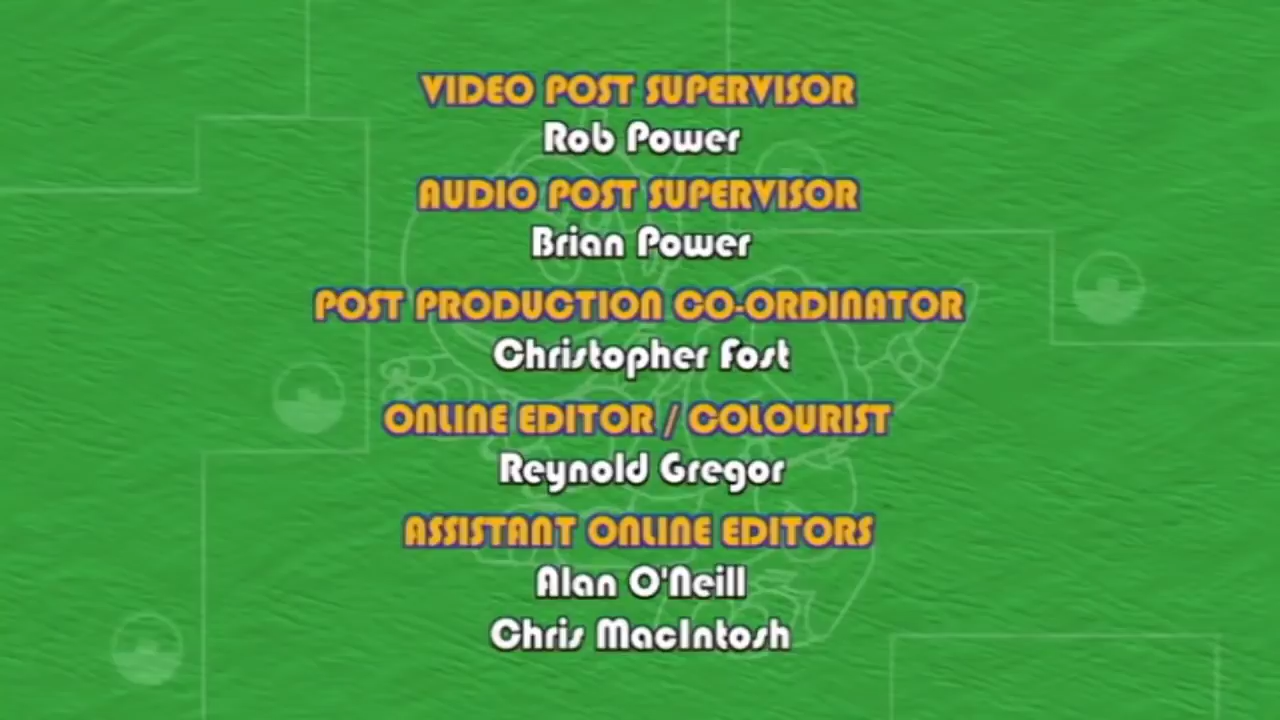 VIDEO POST SUPERVISOR
Rob Power
AUDIO POST SUPERVISOR
Brian Power
POST PRODUCTION CO-ORDINATOR
Christopher Fost
ONLINE EDITOR / COLOURIST
Reynold Gregor
ASSISTANT ONLINE EDITORS
Alan O'Neill
Chris MacIntosh